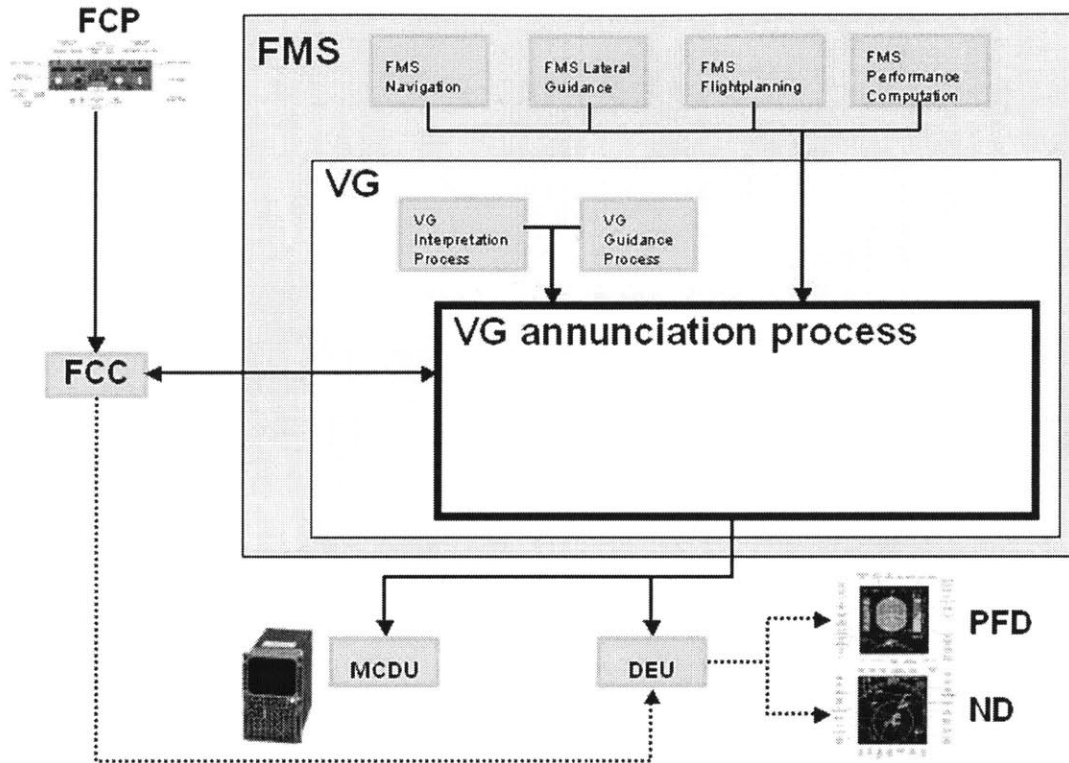 FCP
FMS
FMS
Navigation
FMS Lateral
Guidance
FMS
Flightplanning
FMS
Performance
Computation
VG
VG
Interpretation
Process
VG
Guidance
Process
VG annunciation process
FCC
MCDU
DEU
PFD
ND